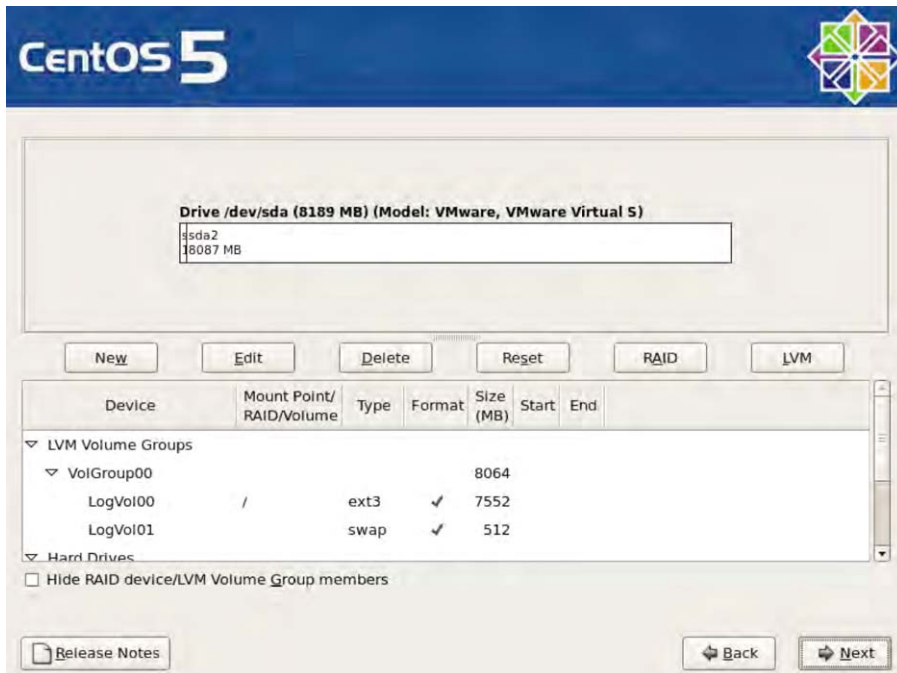 CentOS 5
Drive /dev/sda (8189 MB) (Model: VMware, VMware Virtual S)
s sda2
1 8087 MB
New Edit Delete Reset RAID LVM
Device Mount Point/ RAID/Volume Type Format Size (MB) Start End
LVM Volume Groups
VolGroup00 8064
LogVol00 / ext3 7552
LogVol01 swap 512
Hard Drives
Hide RAID device/LVM Volume Group members
Release Notes Back Next